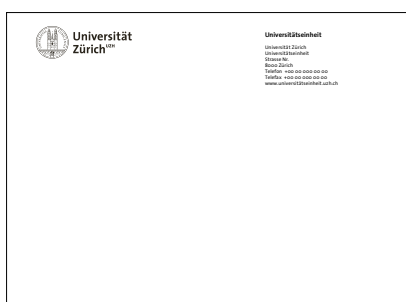 Universität
Zürich UZH
Universitätseinheit
Universität Zürich
Universitätseinheit
Strasse Nr.
8000 Zürich
Telefon +00 00 000 00 00
Telefax +00 00 000 00 00
www.universitätseinheit.uzh.ch